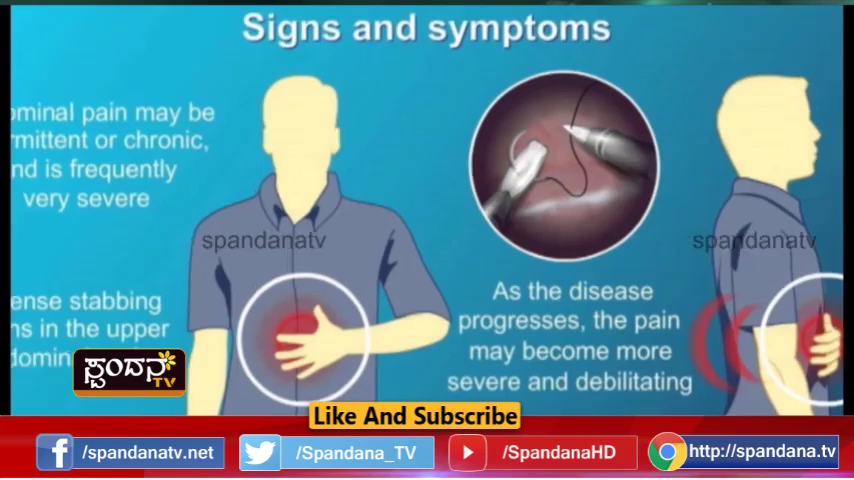 Signs and symptoms
ominal pain may be
rmittent or chronic,
nd is frequently
very severe
spandanatv
spandanatv
ense stabbing
ns in the upper
domin
As the disease
progresses, the pain
may become more
severe and debilitating
ಸ್ಪಂದನ
TV
Like And Subscribe
/spandanatv.net
/Spandana_TV
/SpandanaHD
http://spandana.tv